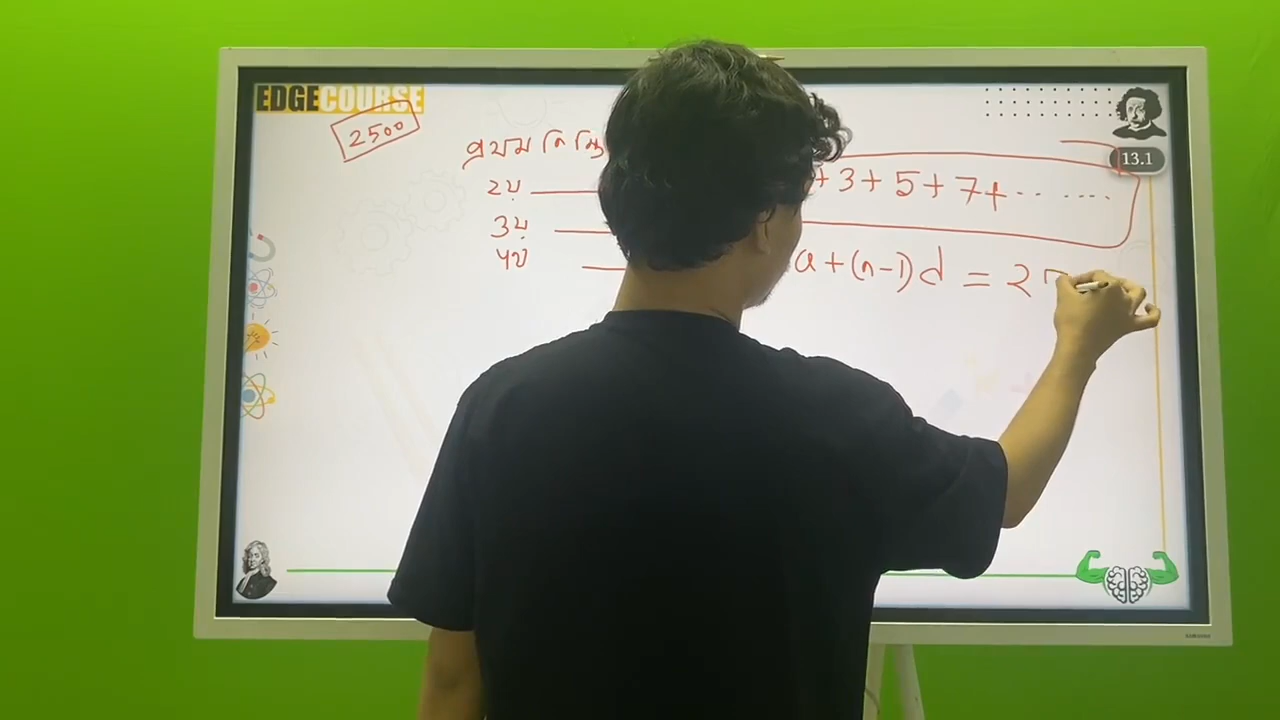 EDGECOURSE
2500
13.1
প্রথম
২য়
+3+5+7+...
৩য়
৪র্থ
a+(n-1)d = 2